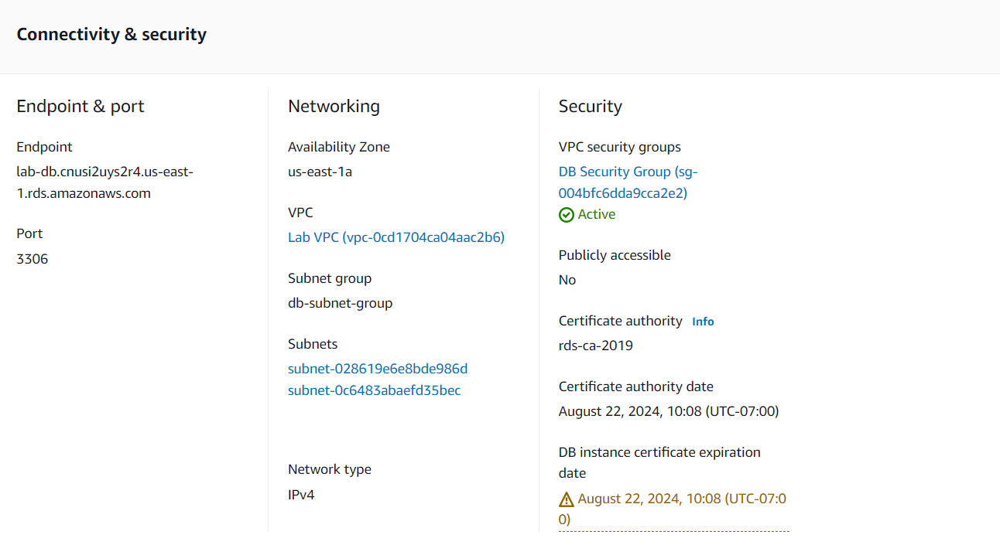 Connectivity & security
Endpoint & port
Endpoint
lab-db.cnusi2uys2r4.us-east-
1.rds.amazonaws.com
Port
3306
Networking
Availability Zone
us-east-1a
VPC
Lab VPC (vpc-0cd1704ca04aac2b6)
Subnet group
db-subnet-group
Subnets
subnet-028619e6e8bde986d
subnet-0c6483abaefd35bec
Network type
IPv4
Security
VPC security groups
DB Security Group (sg-
004bfc6dda9cca2e2)
Active
Publicly accessible
No
Certificate authority Info
rds-ca-2019
Certificate authority date
August 22, 2024, 10:08 (UTC-07:00)
DB instance certificate expiration
date
August 22, 2024, 10:08 (UTC-07:0
0)